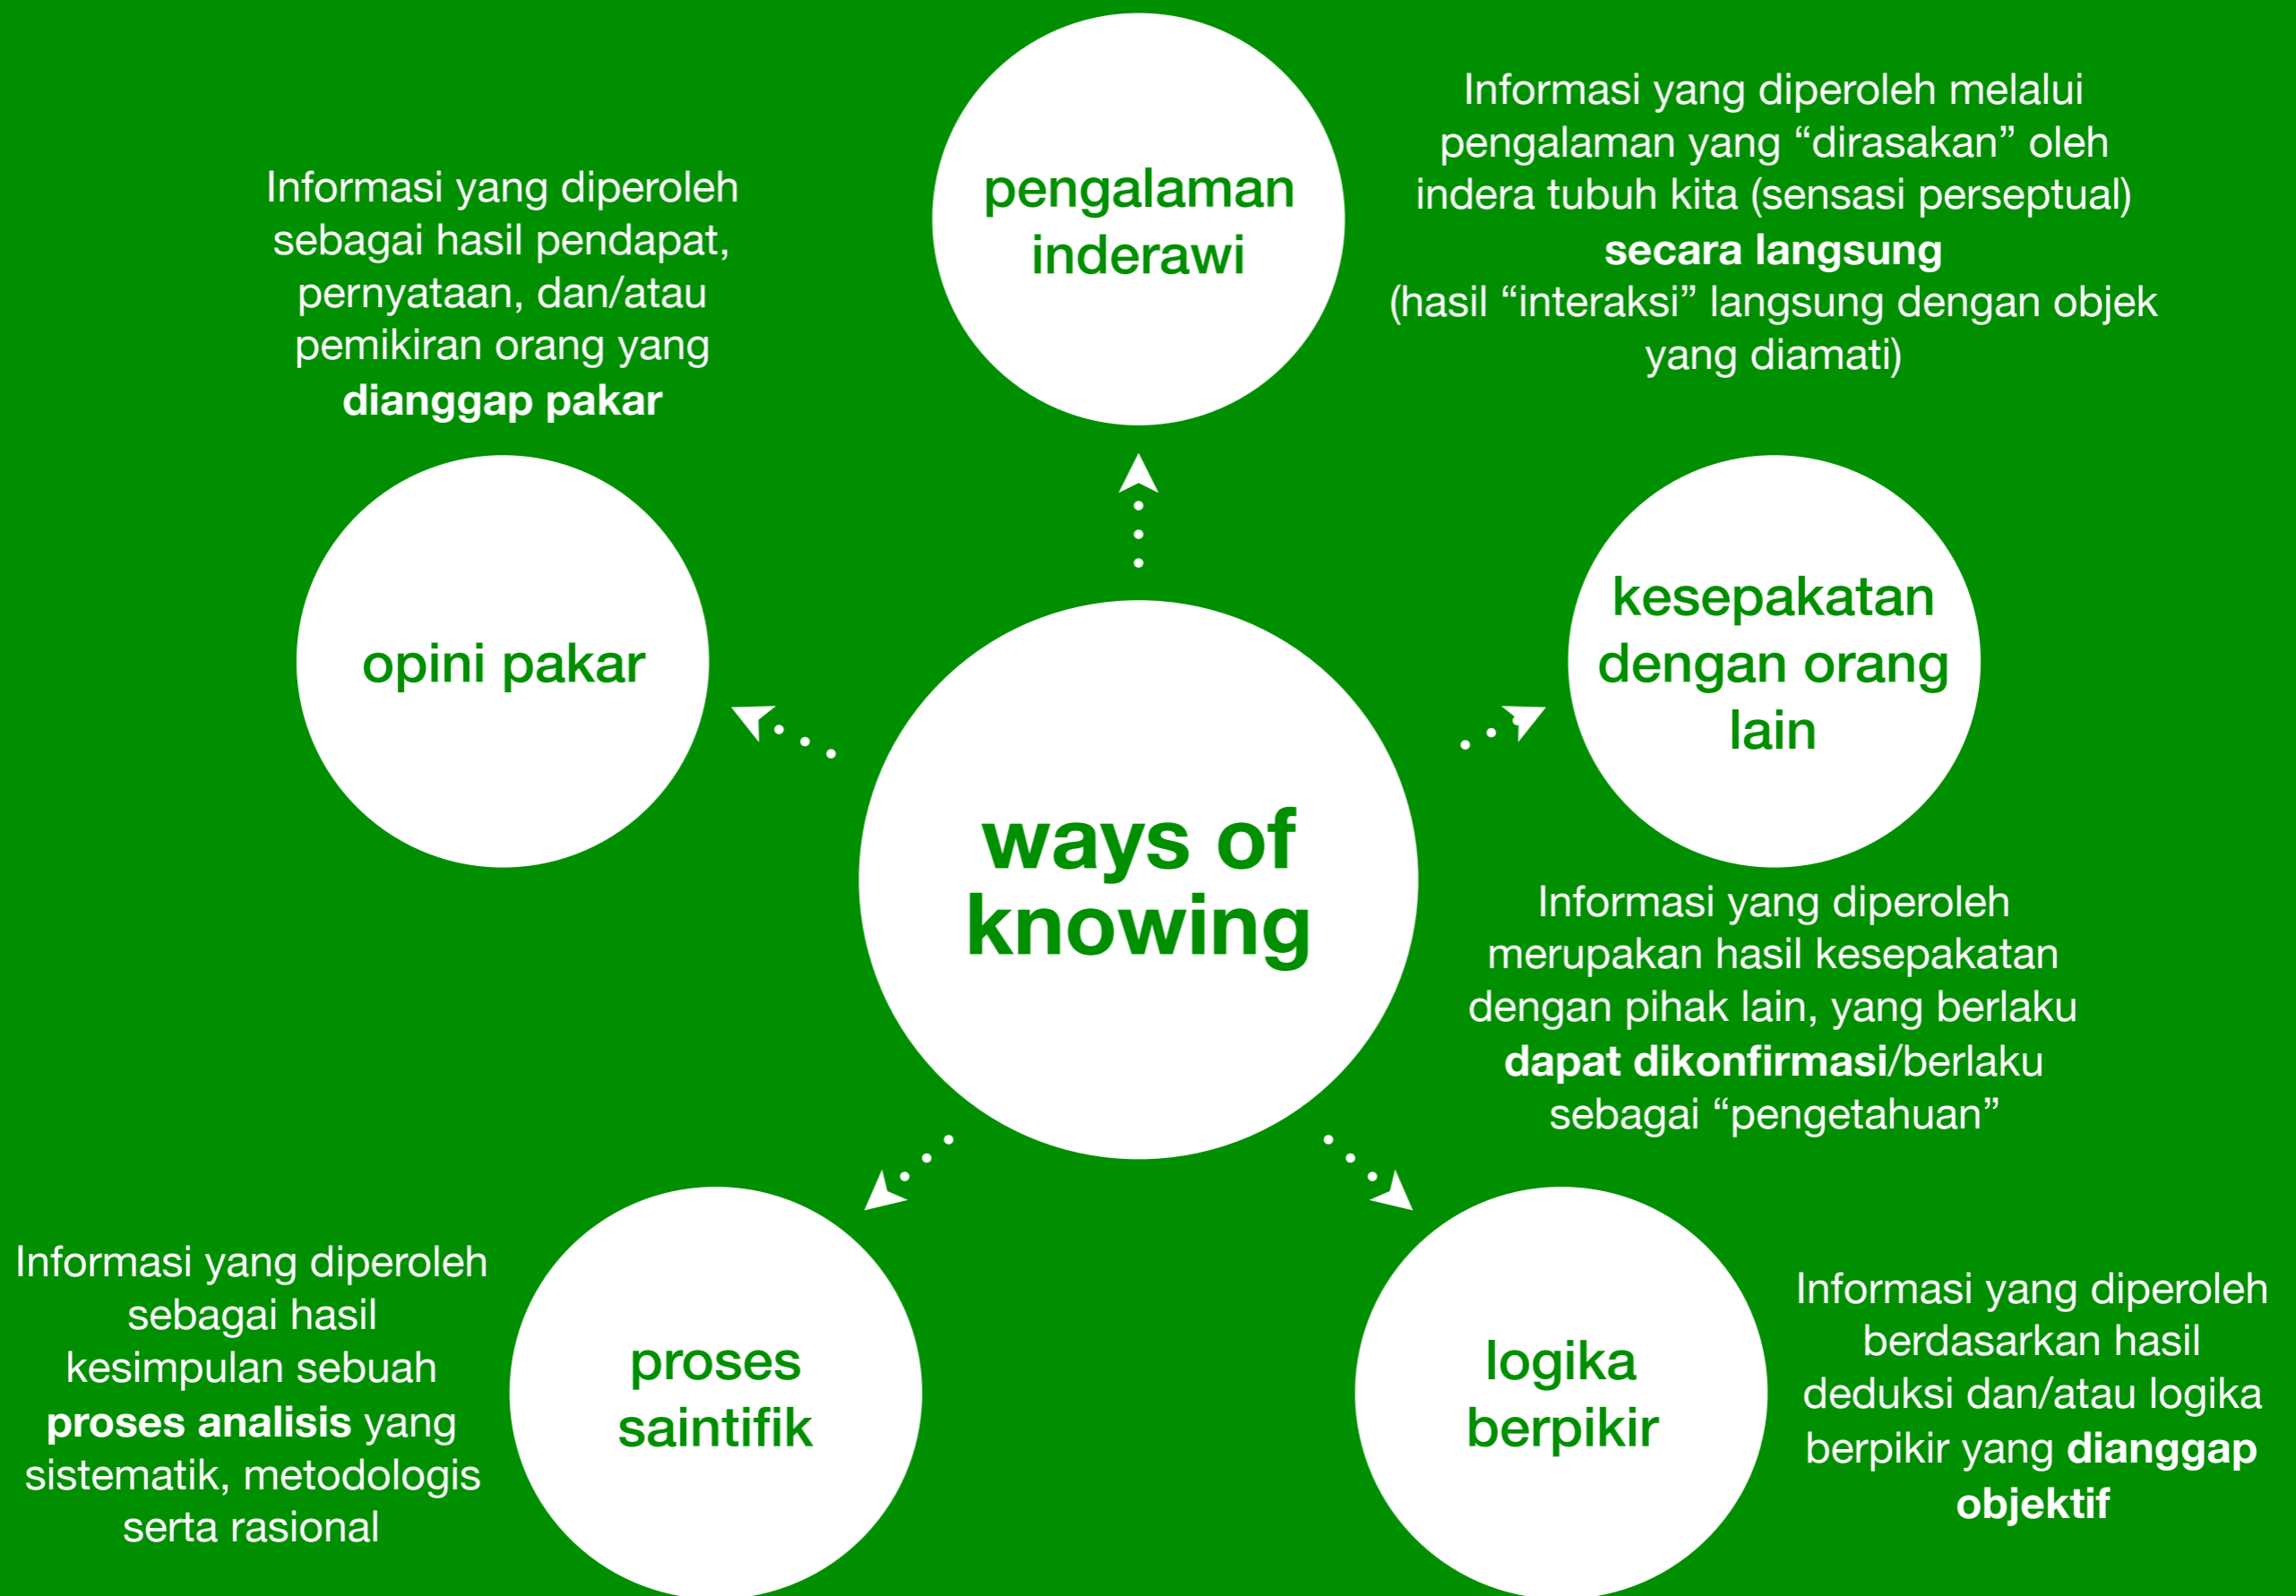 pengalaman
inderawi
Informasi yang diperoleh melalui
pengalaman yang “dirasakan” oleh
indera tubuh kita (sensasi perseptual)
secara langsung
(hasil “interaksi” langsung dengan objek
yang diamati)
Informasi yang diperoleh
sebagai hasil pendapat,
pernyataan, dan/atau
pemikiran orang yang
dianggap pakar
opini pakar
kesepakatan
dengan orang
lain
Informasi yang diperoleh
merupakan hasil kesepakatan
dengan pihak lain, yang berlaku
dapat dikonfirmasi/berlaku
sebagai “pengetahuan”
ways of
knowing
Informasi yang diperoleh
sebagai hasil
kesimpulan sebuah
proses analisis yang
sistematik, metodologis
serta rasional
proses
saintifik
logika
berpikir
Informasi yang diperoleh
berdasarkan hasil
deduksi dan/atau logika
berpikir yang dianggap
objektif